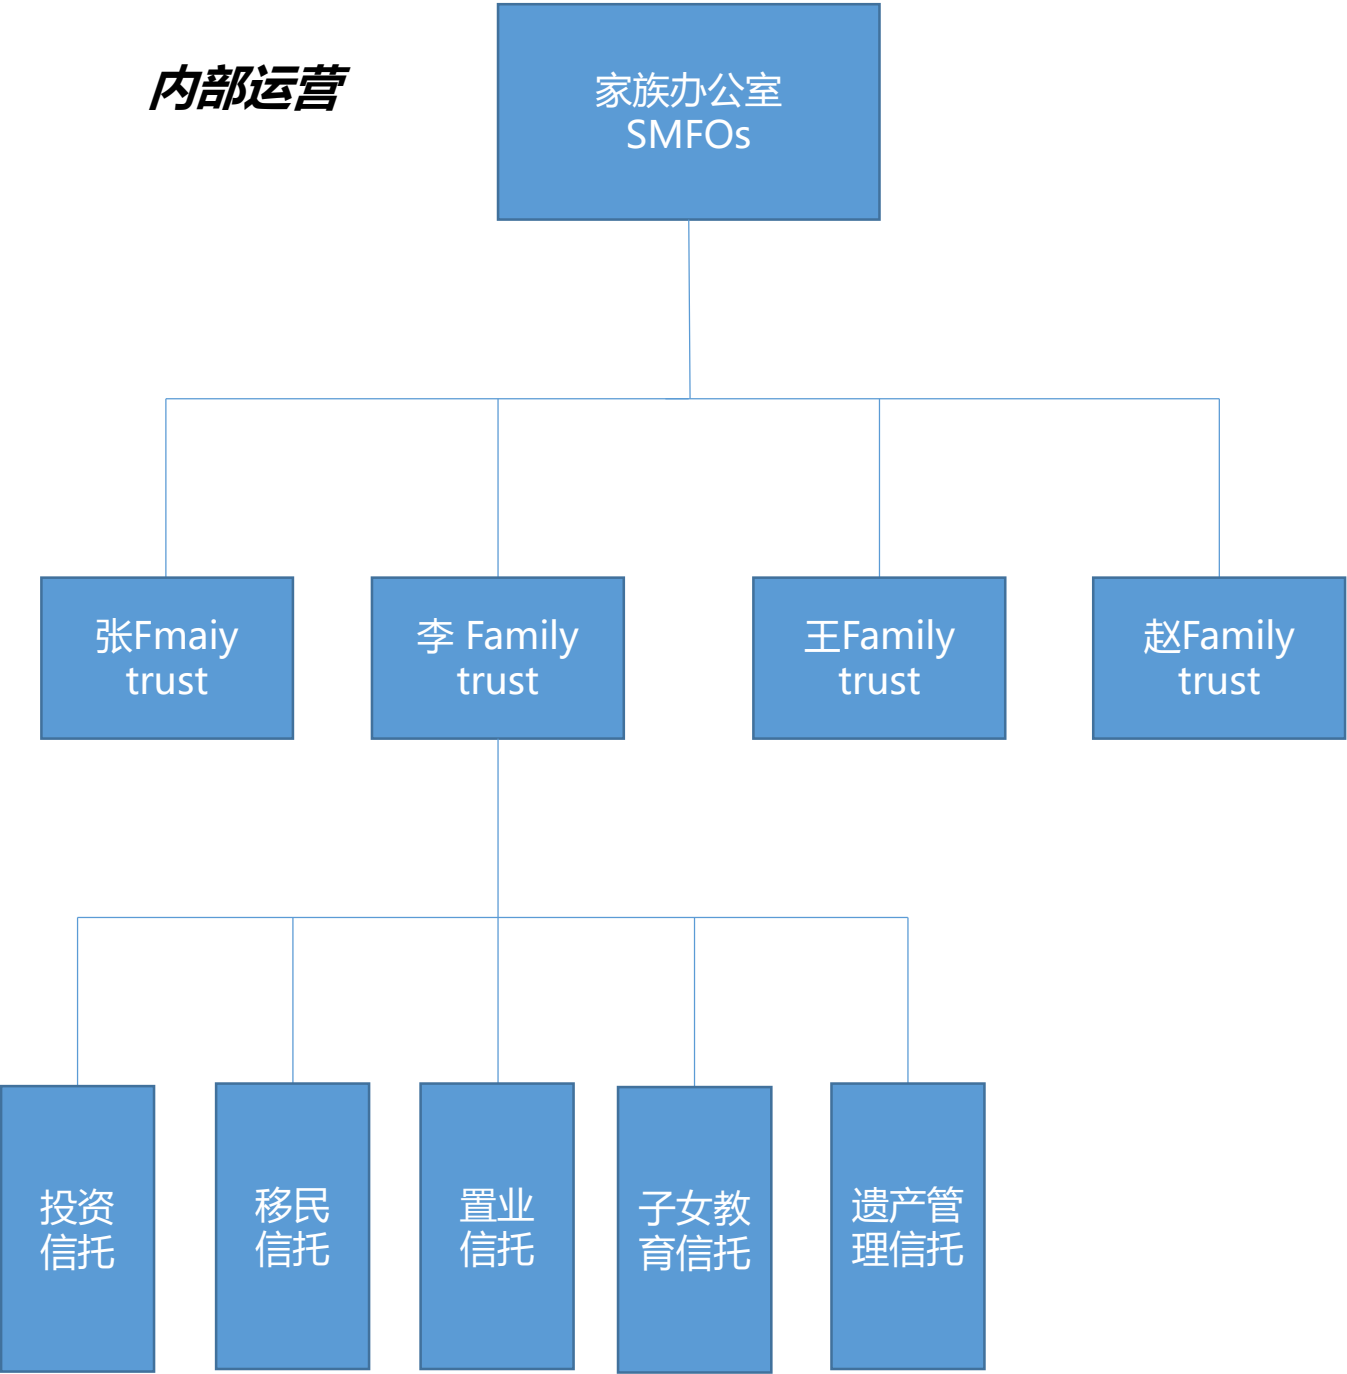 内部运营
家族办公室
SMFOs
张Fmaiy
trust
李 Family
trust
王Family
trust
赵Family
trust
投资
信托
移民
信托
置业
信托
子女教
育信托
遗产管
理信托